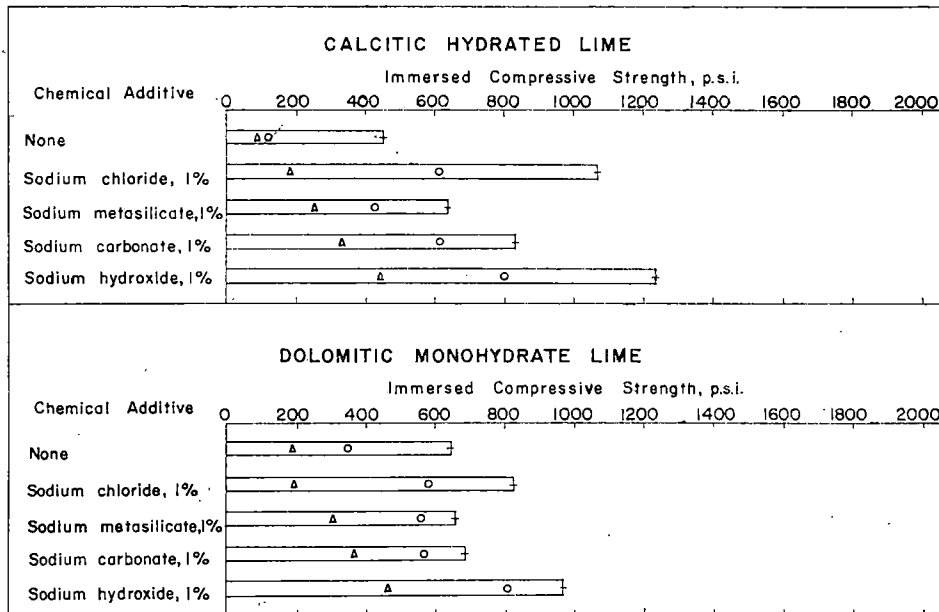 CALCITIC HYDRATED LIME
Immersed Compressive Strength, p.s.i.
Chemical Additive
0 200 400 600 800 1000 1200 1400 1600 1800 2000
None
Sodium chloride, 1%
Sodium metasilicate,1%
Sodium carbonate, 1%
Sodium hydroxide, 1%
DOLOMITIC MONOHYDRATE LIME
Immersed Compressive Strength, p.s.i.
Chemical Additive
0 200 400 600 800 1000 1200 1400 1600 1800 2000
None
Sodium chloride, 1%
Sodium metasilicate,1%
Sodium carbonate, 1%
Sodium hydroxide, 1%